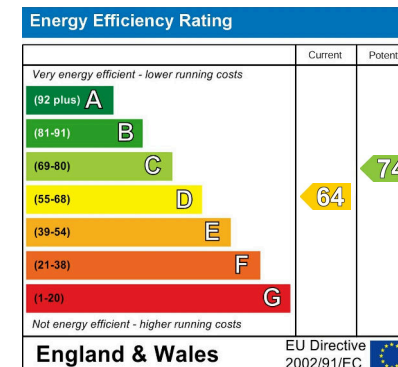 Energy Efficiency Rating
Current Potent
Very energy efficient - lower running costs
(92 plus) A
(81-91) B
(69-80) C
74
(55-68) D
64
(39-54) E
(21-38) F
(1-20) G
Not energy efficient - higher running costs
England & Wales
EU Directive
2002/91/EC